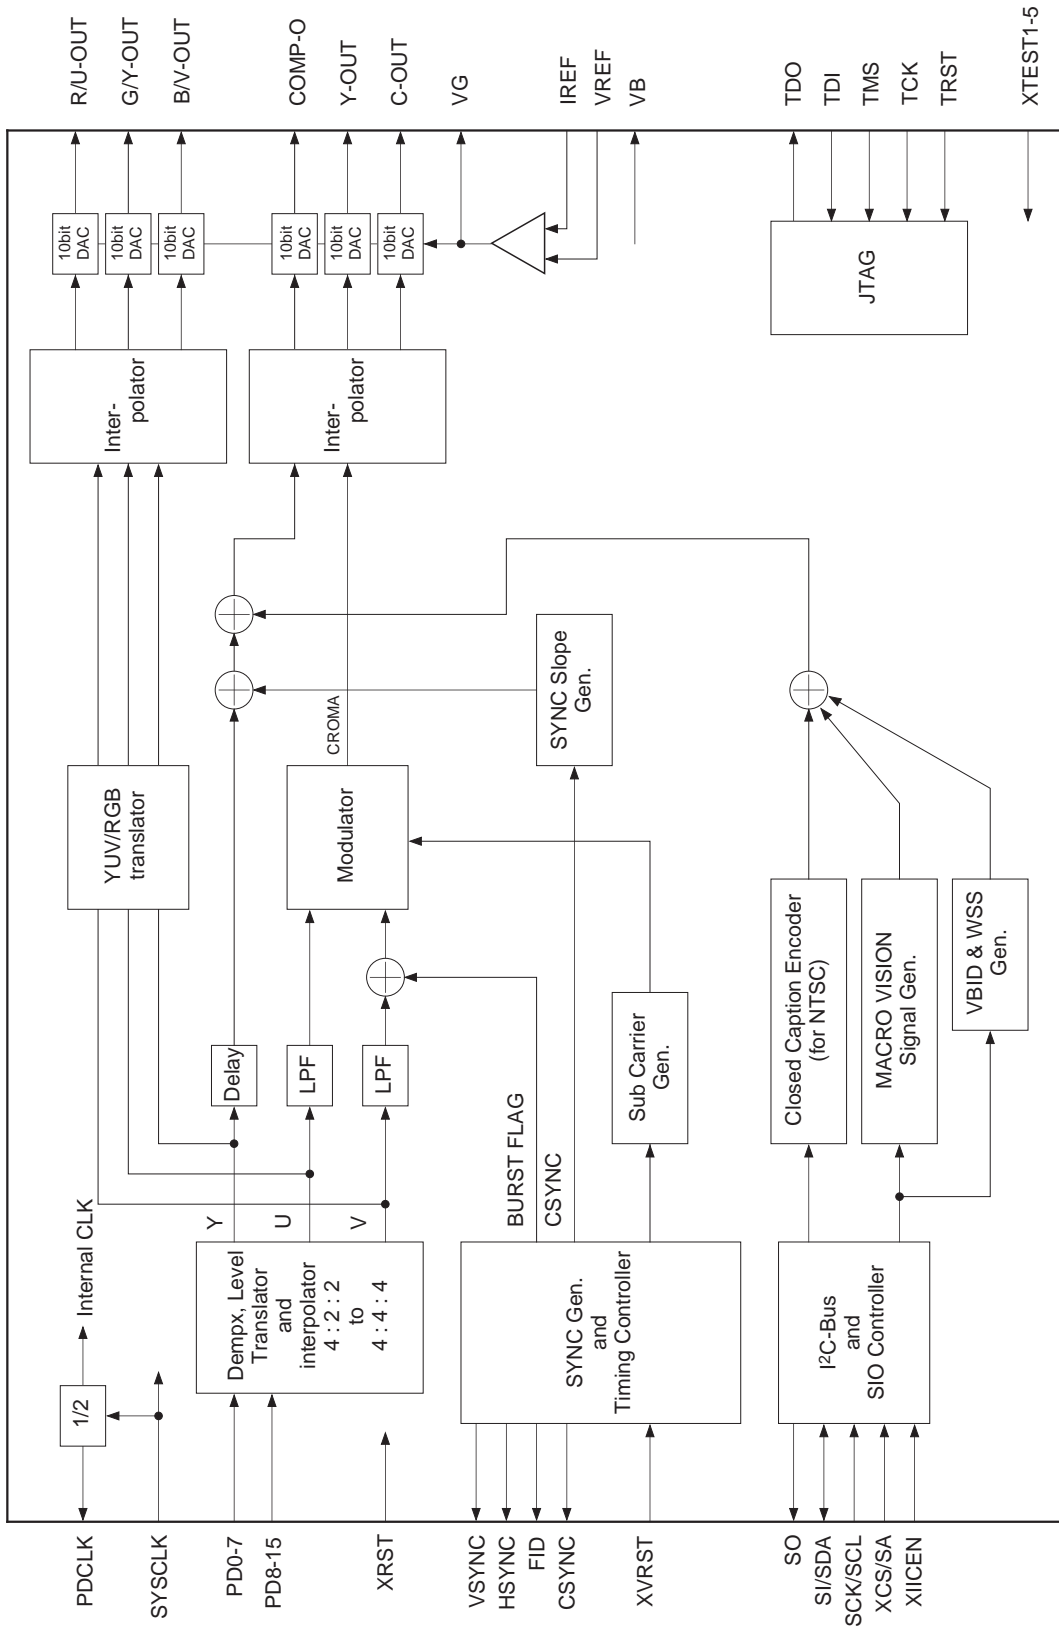 PDCLK
SYSCLK
PD0-7
PD8-15
XRST
VSYNC
HSYNC
FID
CSYNC
XVRST
SO
SI/SDA
SCK/SCL
XCS/SA
XIICEN
1/2
Internal CLK
Dempx, Level
Translator
and
interpolator
4 : 2 : 2
to
4 : 4 : 4
Y
U
V
SYNC Gen.
and
Timing Controller
BURST FLAG
CSYNC
I²C-Bus
and
SIO Controller
Delay
LPF
LPF
Sub Carrier
Gen.
Closed Caption Encoder
(for NTSC)
MACRO VISION
Signal Gen.
VBID & WSS
Gen.
YUV/RGB
translator
Modulator
CROMA
SYNC Slope
Gen.
Inter-
polator
Inter-
polator
10bit
DAC
10bit
DAC
10bit
DAC
10bit
DAC
10bit
DAC
10bit
DAC
JTAG
R/U-OUT
G/Y-OUT
B/V-OUT
COMP-O
Y-OUT
C-OUT
VG
IREF
VREF
VB
TDO
TDI
TMS
TCK
TRST
XTEST1-5